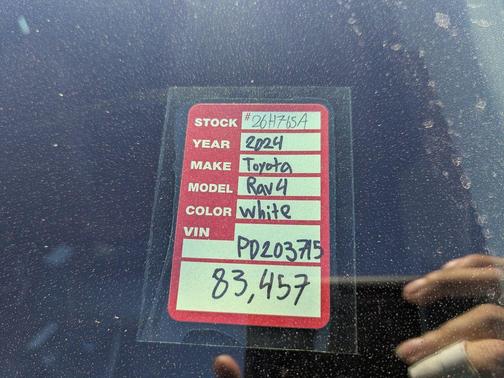 STOCK #26H765A
YEAR 2024
MAKE Toyota
MODEL Rav4
COLOR white
VIN
PD203715
83,457